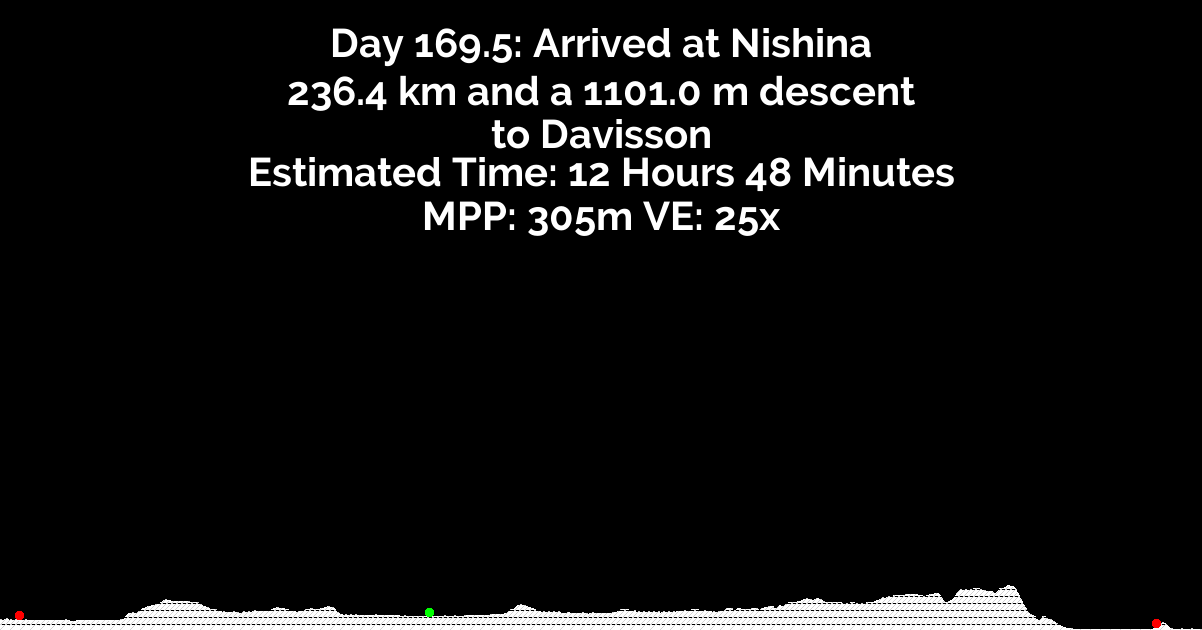 Day 169.5: Arrived at Nishina
236.4 km and a 1101.0 m descent
to Davisson
Estimated Time: 12 Hours 48 Minutes
MPP: 305m VE: 25x